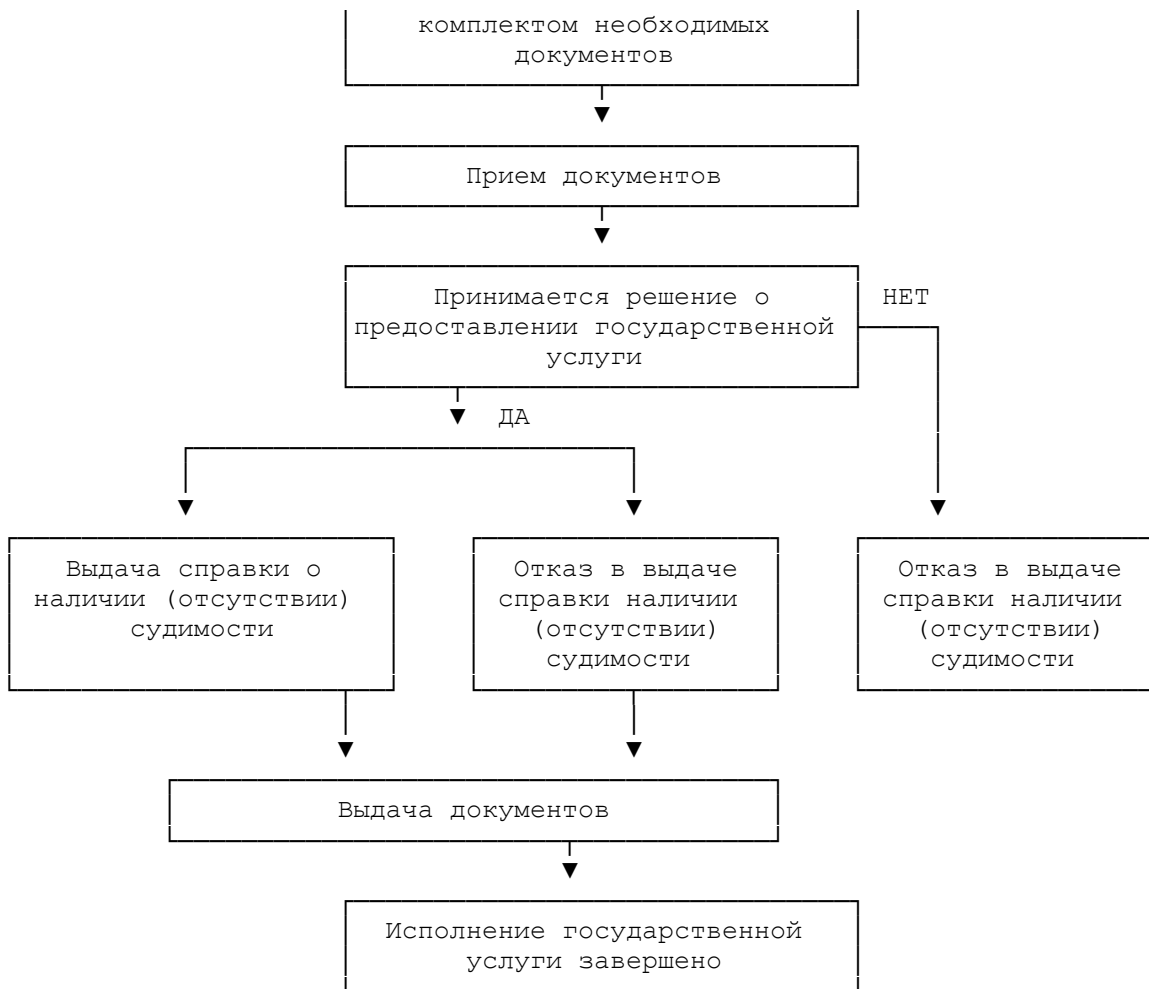 комплектом необходимых
документов
Прием документов
Принимается решение о
предоставлении государственной
услуги
НЕТ
ДА
Выдача справки о
наличии (отсутствии)
судимости
Отказ в выдаче
справки наличии
(отсутствии)
судимости
Отказ в выдаче
справки наличии
(отсутствии)
судимости
Выдача документов
Исполнение государственной
услуги завершено